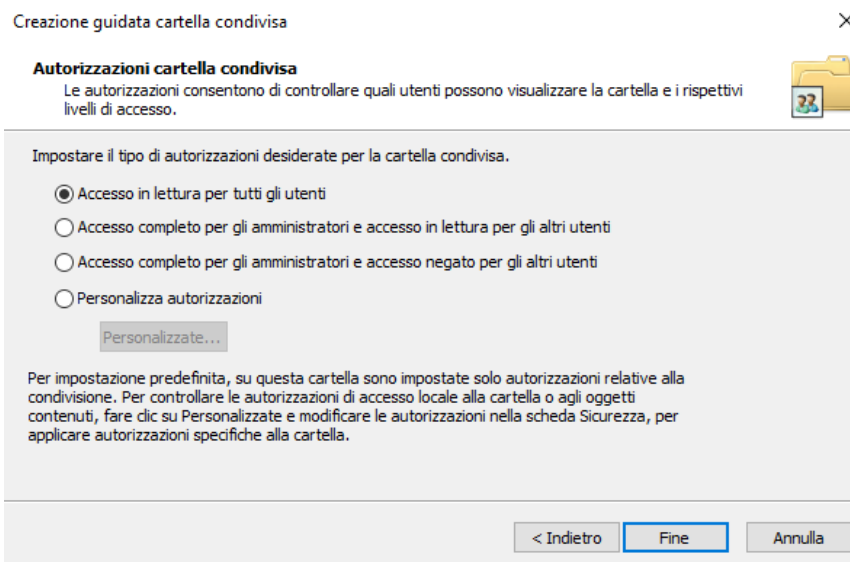 Creazione guidata cartella condivisa
Autorizzazioni cartella condivisa
Le autorizzazioni consentono di controllare quali utenti possono visualizzare la cartella e i rispettivi
livelli di accesso.
Impostare il tipo di autorizzazioni desiderate per la cartella condivisa.
Accesso in lettura per tutti gli utenti
Accesso completo per gli amministratori e accesso in lettura per gli altri utenti
Accesso completo per gli amministratori e accesso negato per gli altri utenti
Personalizza autorizzazioni
Personalizzate...
Per impostazione predefinita, su questa cartella sono impostate solo autorizzazioni relative alla
condivisione. Per controllare le autorizzazioni di accesso locale alla cartella o agli oggetti
contenuti, fare clic su Personalizzate e modificare le autorizzazioni nella scheda Sicurezza, per
applicare autorizzazioni specifiche alla cartella.
< Indietro
Fine
Annulla